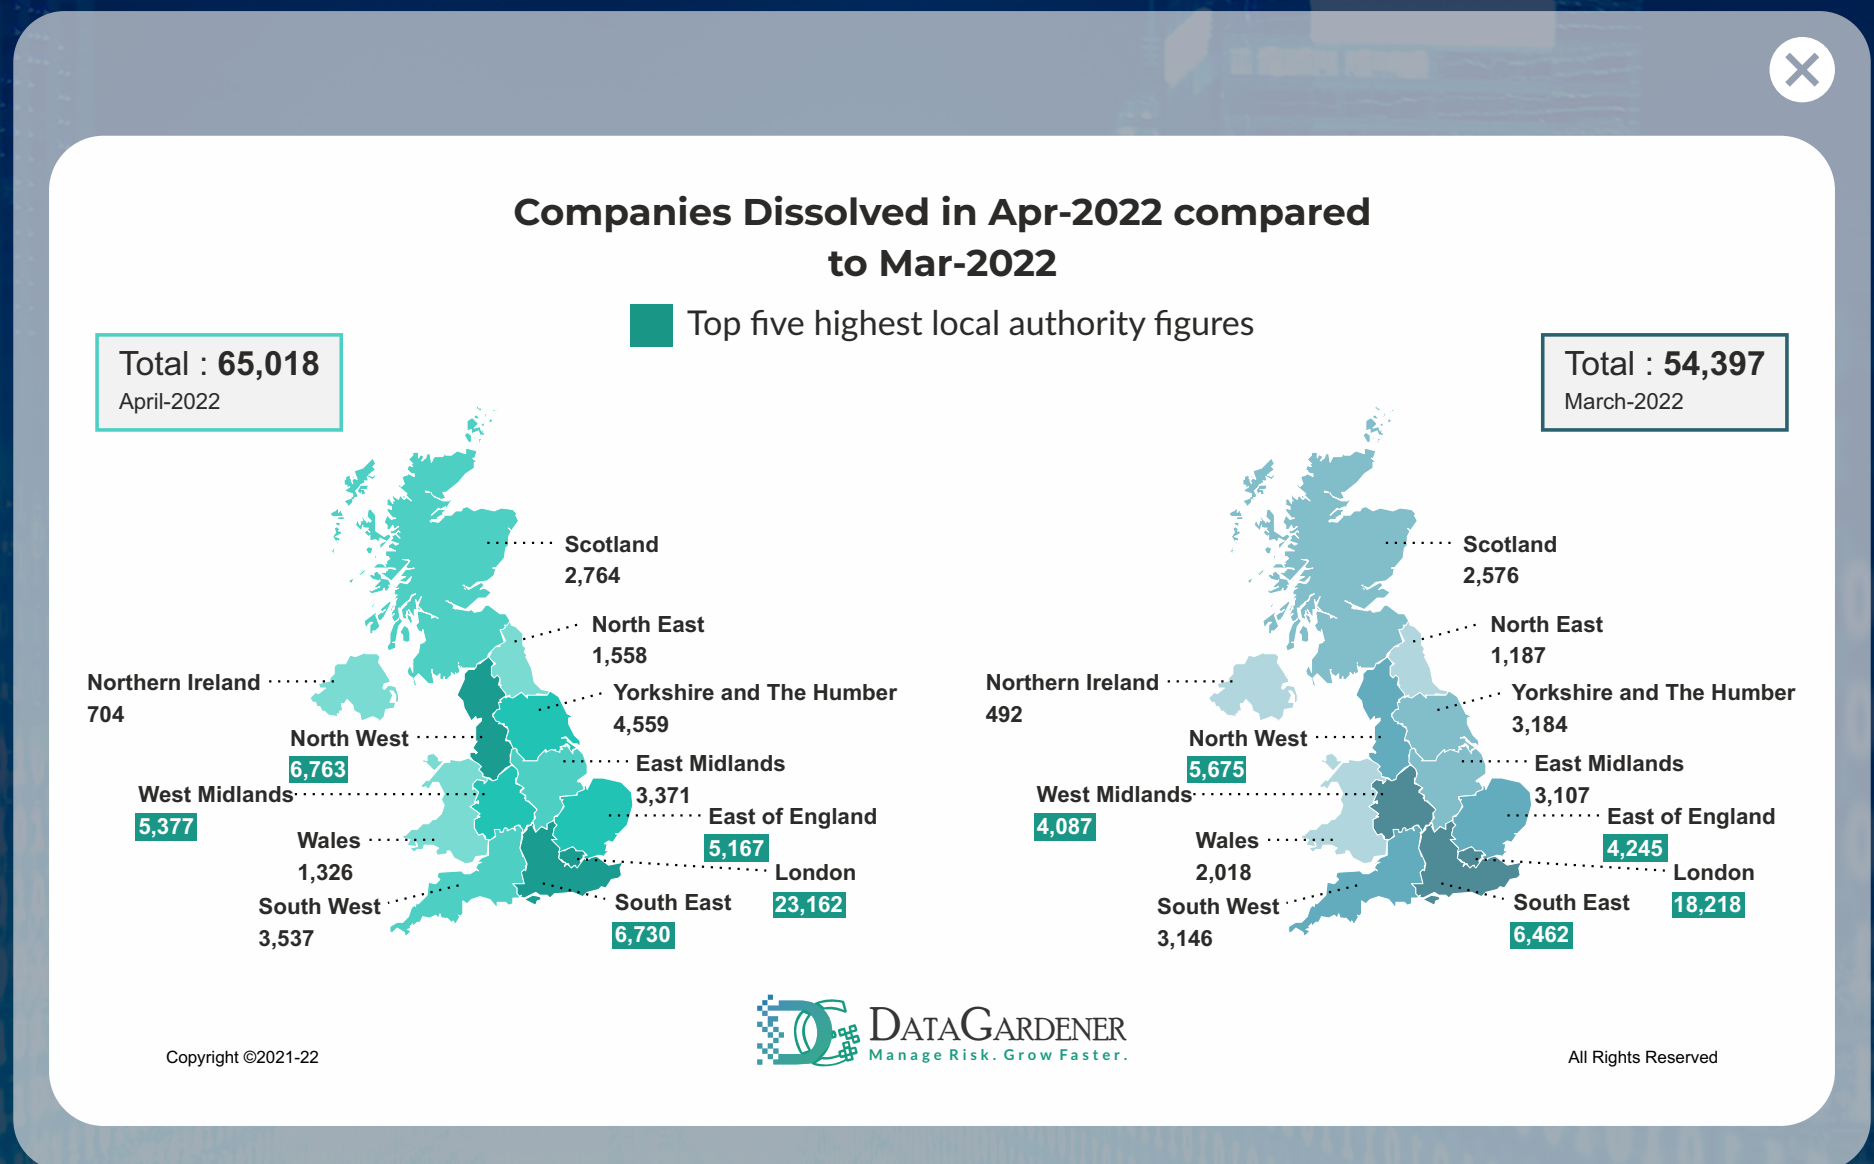 Companies Dissolved in Apr-2022 compared
to Mar-2022
Top five highest local authority figures
Total : 65,018
April-2022
Total : 54,397
March-2022
Scotland
2,764
North East
1,558
Northern Ireland
704
Yorkshire and The Humber
4,559
North West
6,763
East Midlands
3,371
West Midlands
5,377
East of England
5,167
Wales
1,326
London
23,162
South West
3,537
South East
6,730
Scotland
2,576
North East
1,187
Northern Ireland
492
Yorkshire and The Humber
3,184
North West
5,675
East Midlands
3,107
West Midlands
4,087
East of England
4,245
Wales
2,018
London
18,218
South West
3,146
South East
6,462
DATAGARDENER
Manage Risk. Grow Faster.
Copyright ©2021-22
All Rights Reserved